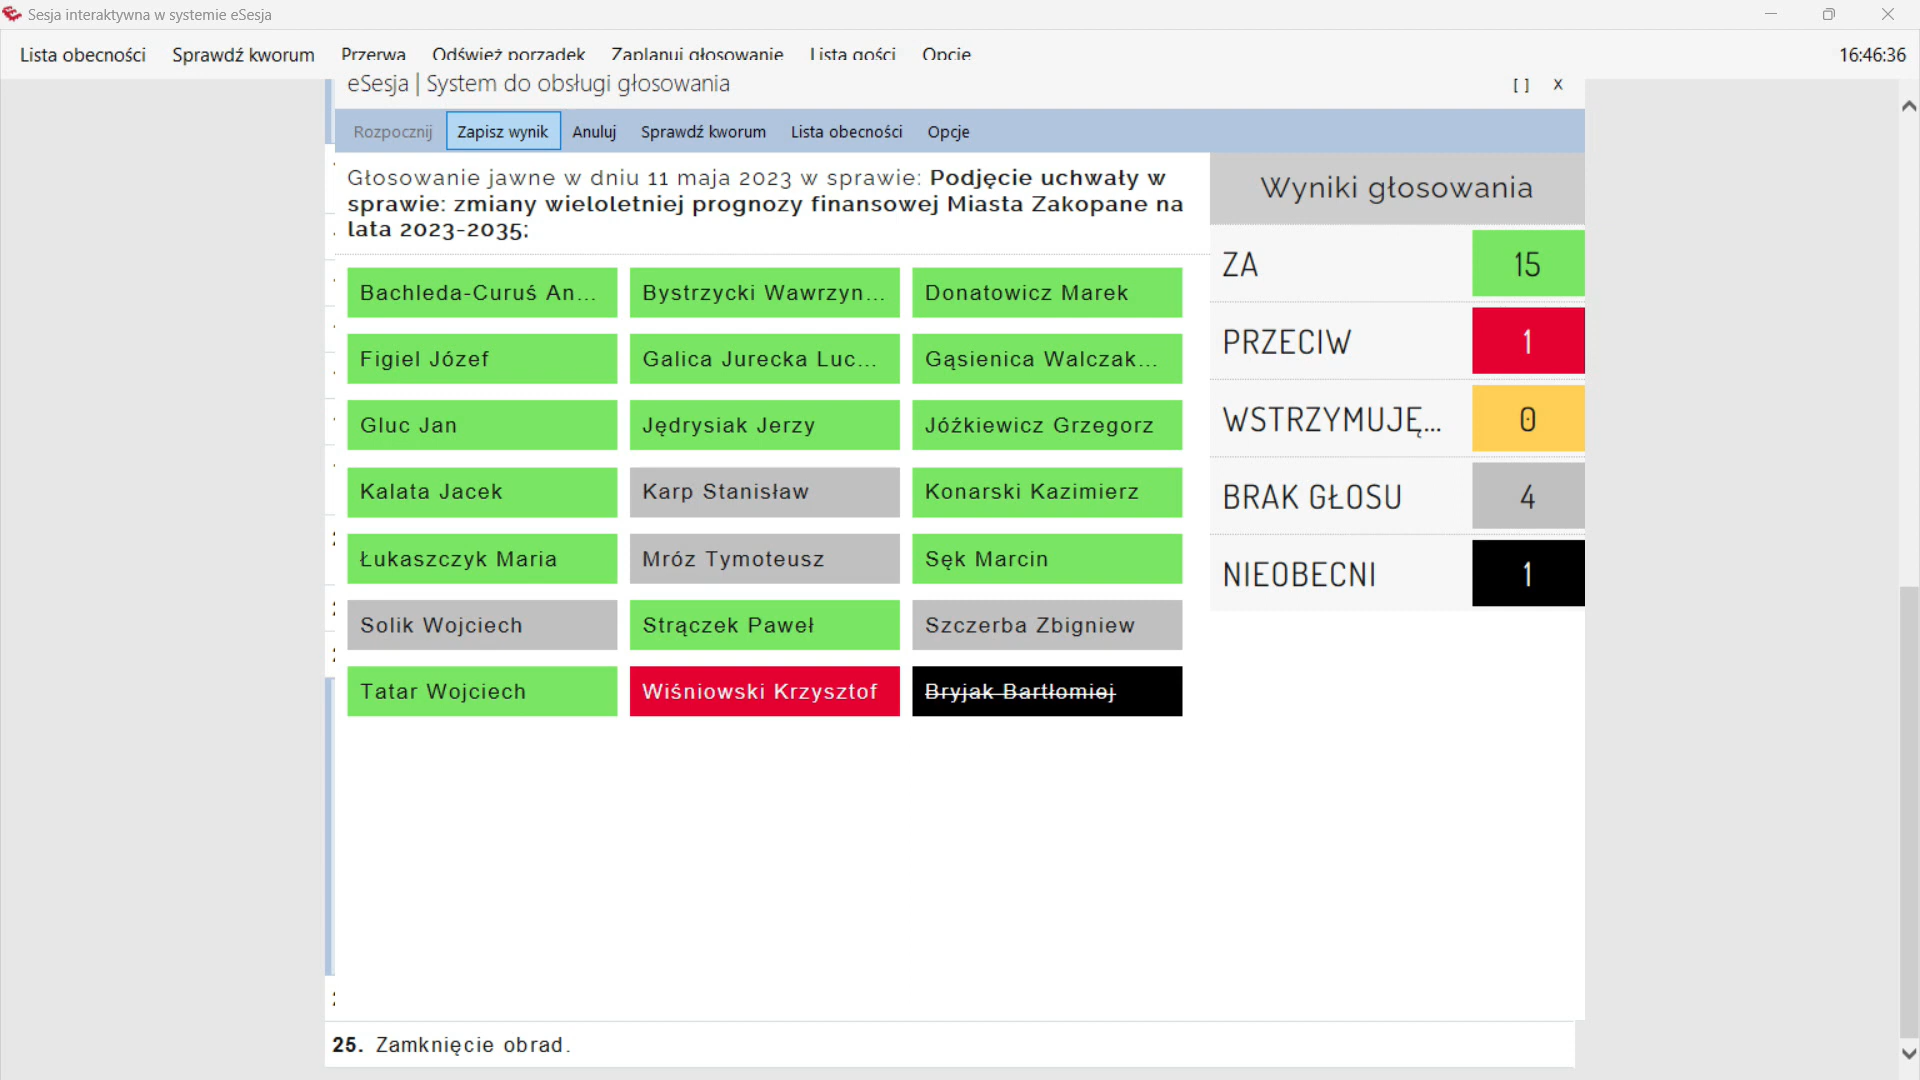 Sesja interaktywna w systemie eSesja
Lista obecności Sprawdź kworum Przerwa Odśwież porządek Zaplanuj głosowanie Lista gości Opcje 16:46:36
eSesja | System do obsługi głosowania [ ] X
Rozpocznij Zapisz wynik Anuluj Sprawdź kworum Lista obecności Opcje
Głosowanie jawne w dniu 11 maja 2023 w sprawie: Podjęcie uchwały w
sprawie: zmiany wieloletniej prognozy finansowej Miasta Zakopane na
lata 2023-2035;
Bachleda-Curuś An... Bystrzycki Wawrzyn... Donatowicz Marek
Figiel Józef Galica Jurecka Luc... Gąsienica Walczak...
Gluc Jan Jędrysiak Jerzy Jóźkiewicz Grzegorz
Kalata Jacek Karp Stanisław Konarski Kazimierz
Łukaszczyk Maria Mróz Tymoteusz Sęk Marcin
Solik Wojciech Strączek Paweł Szczerba Zbigniew
Tatar Wojciech Wiśniowski Krzysztof Bryjak Bartłomiej
Wyniki głosowania
ZA 15
PRZECIW 1
WSTRZYMUJĘ... 0
BRAK GŁOSU 4
NIEOBECNI 1
25. Zamknięcie obrad.